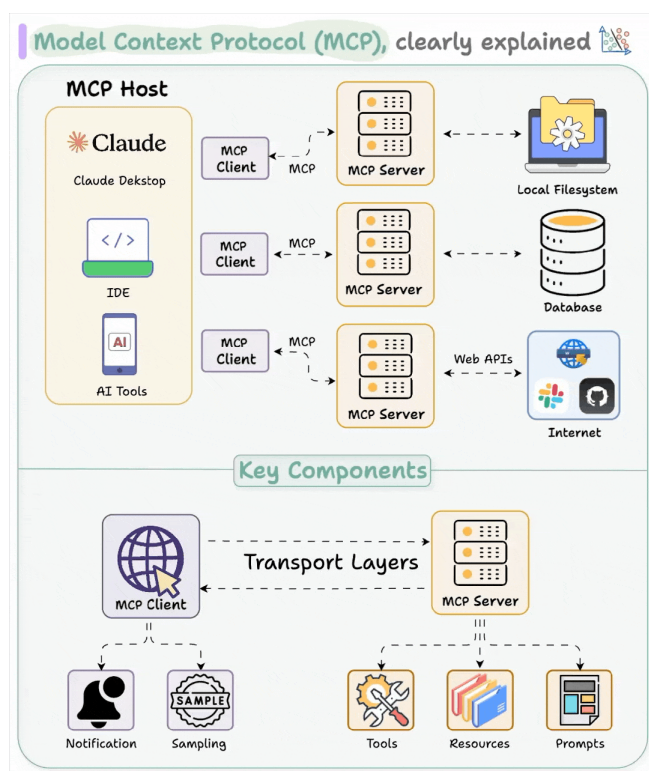 Model Context Protocol (MCP), clearly explained
MCP Host
Claude
Claude Dekstop
</>
IDE
AI
AI Tools
MCP
Client
MCP
MCP Server
Local Filesystem
MCP
Client
MCP
MCP Server
Database
MCP
Client
MCP
MCP Server
Web APIs
Internet
Key Components
MCP Client
Transport Layers
MCP Server
Notification
SAMPLE
Sampling
Tools
Resources
Prompts